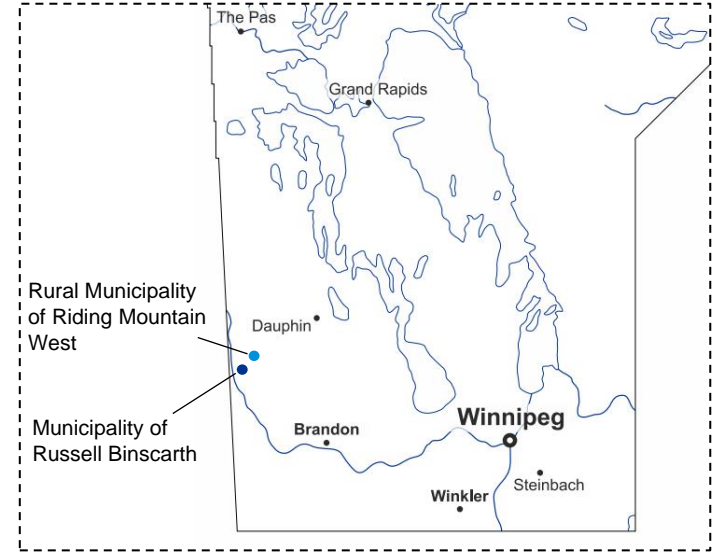 The Pas
Grand Rapids
Rural Municipality
of Riding Mountain
West
Dauphin
Municipality of
Russell Binscarth
Brandon
Winnipeg
Steinbach
Winkler